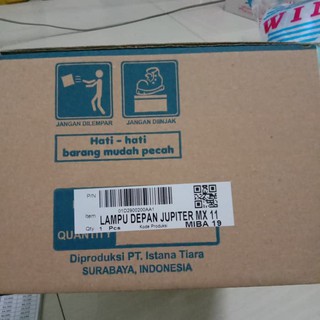 WIN
JANGAN DILEMPAR
JANGAN DIINJAK
Hati - hati
barang mudah pecah
P/N
Item
LAMPU DEPAN JUPITER MX 11
Qty 1 Pcs
Kode Produksi
MIBA 19
QUANTITY
Diproduksi PT. Istana Tiara
SURABAYA, INDONESIA